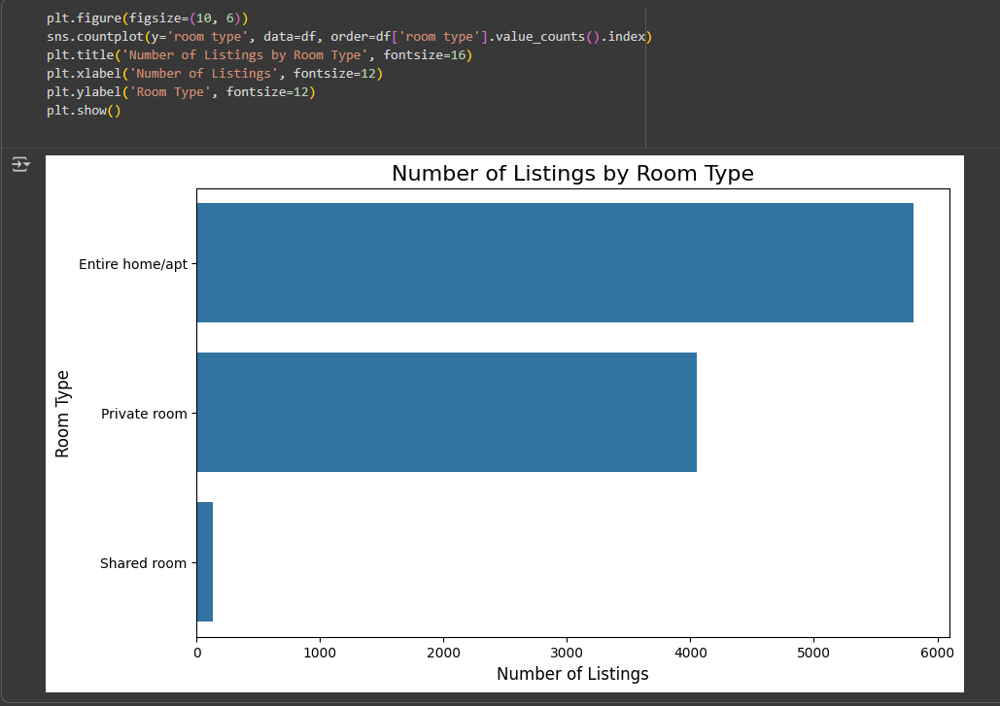 plt.figure(figsize=(10, 6))
sns.countplot(y='room type', data=df, order=df['room type'].value_counts().index)
plt.title('Number of Listings by Room Type', fontsize=16)
plt.xlabel('Number of Listings', fontsize=12)
plt.ylabel('Room Type', fontsize=12)
plt.show()
Number of Listings by Room Type
Entire home/apt
Private room
Shared room
Room Type
0 1000 2000 3000 4000 5000 6000
Number of Listings